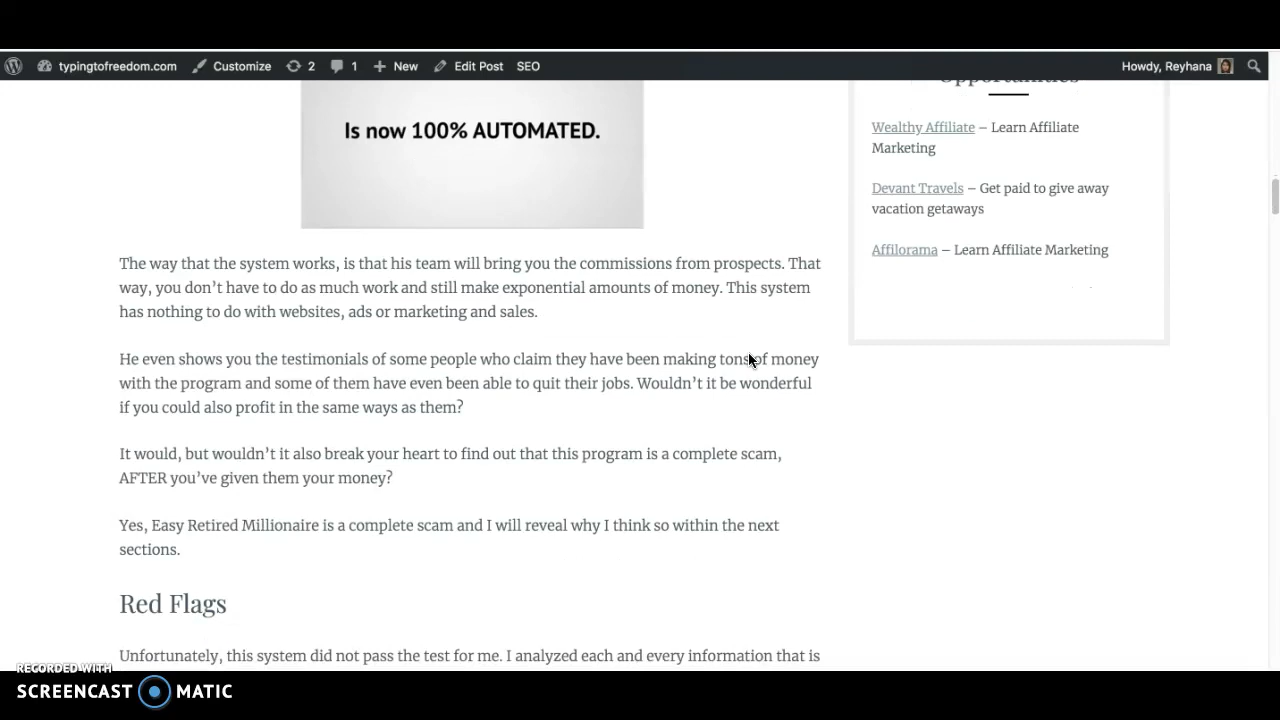 typingtofreedom.com Customize 2 1 New Edit Post SEO Howdy, Reyhana
Is now 100% AUTOMATED.
The way that the system works, is that his team will bring you the commissions from prospects. That
way, you don’t have to do as much work and still make exponential amounts of money. This system
has nothing to do with websites, ads or marketing and sales.
He even shows you the testimonials of some people who claim they have been making tons of money
with the program and some of them have even been able to quit their jobs. Wouldn’t it be wonderful
if you could also profit in the same ways as them?
It would, but wouldn’t it also break your heart to find out that this program is a complete scam,
AFTER you’ve given them your money?
Yes, Easy Retired Millionaire is a complete scam and I will reveal why I think so within the next
sections.
Red Flags
Unfortunately, this system did not pass the test for me. I analyzed each and every information that is
Opportunities
Wealthy Affiliate – Learn Affiliate
Marketing
Devant Travels – Get paid to give away
vacation getaways
Affilorama – Learn Affiliate Marketing
RECORDED WITH
SCREENCAST MATIC